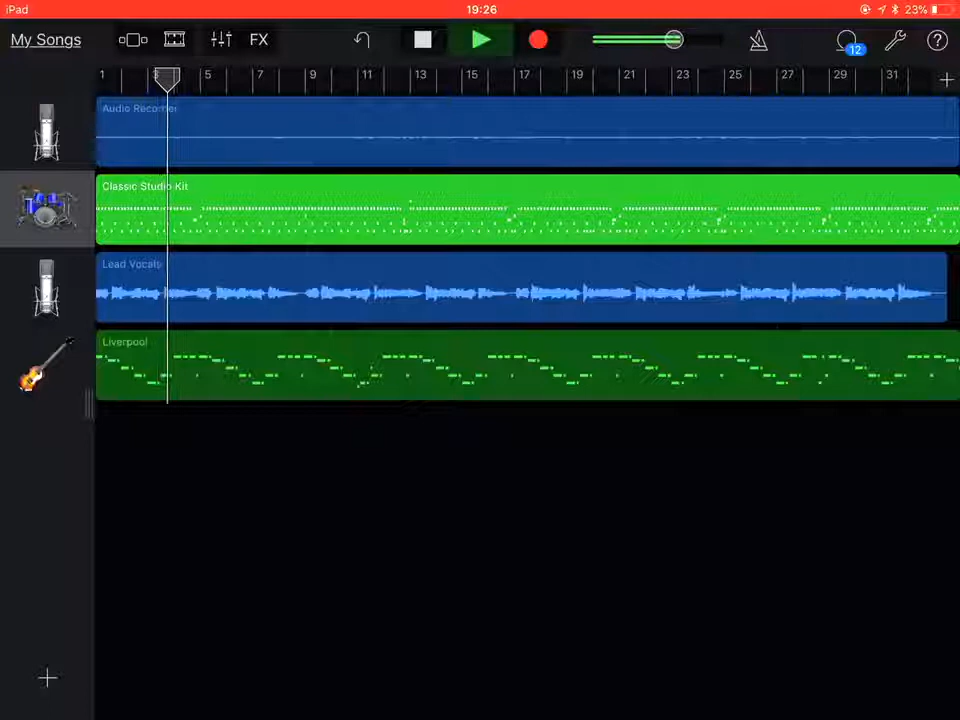 iPad 19:26 23%
My Songs FX 12 ?
1 3 5 7 9 11 13 15 17 19 21 23 25 27 29 31
Audio Recorder
Classic Studio Kit
Lead Vocals
Liverpool